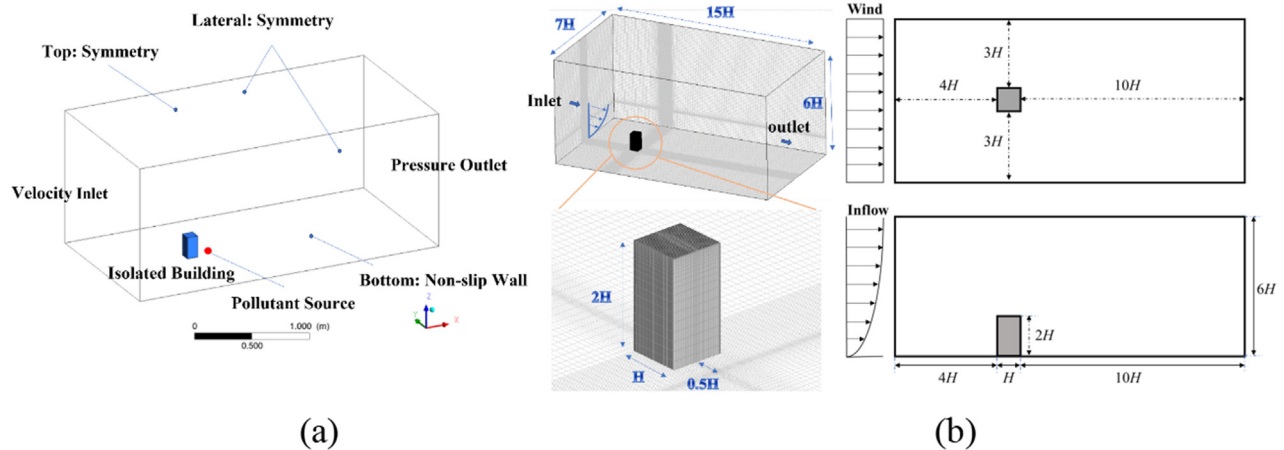 Lateral: Symmetry
Top: Symmetry
Velocity Inlet
Pressure Outlet
Isolated Building
Pollutant Source
Bottom: Non-slip Wall
0
1.000 (m)
0.500
Z
Y
X
(a)
7H
15H
6H
Inlet
outlet
2H
H
0.5H
Wind
3H
4H
10H
3H
Inflow
6H
2H
4H
H
10H
(b)